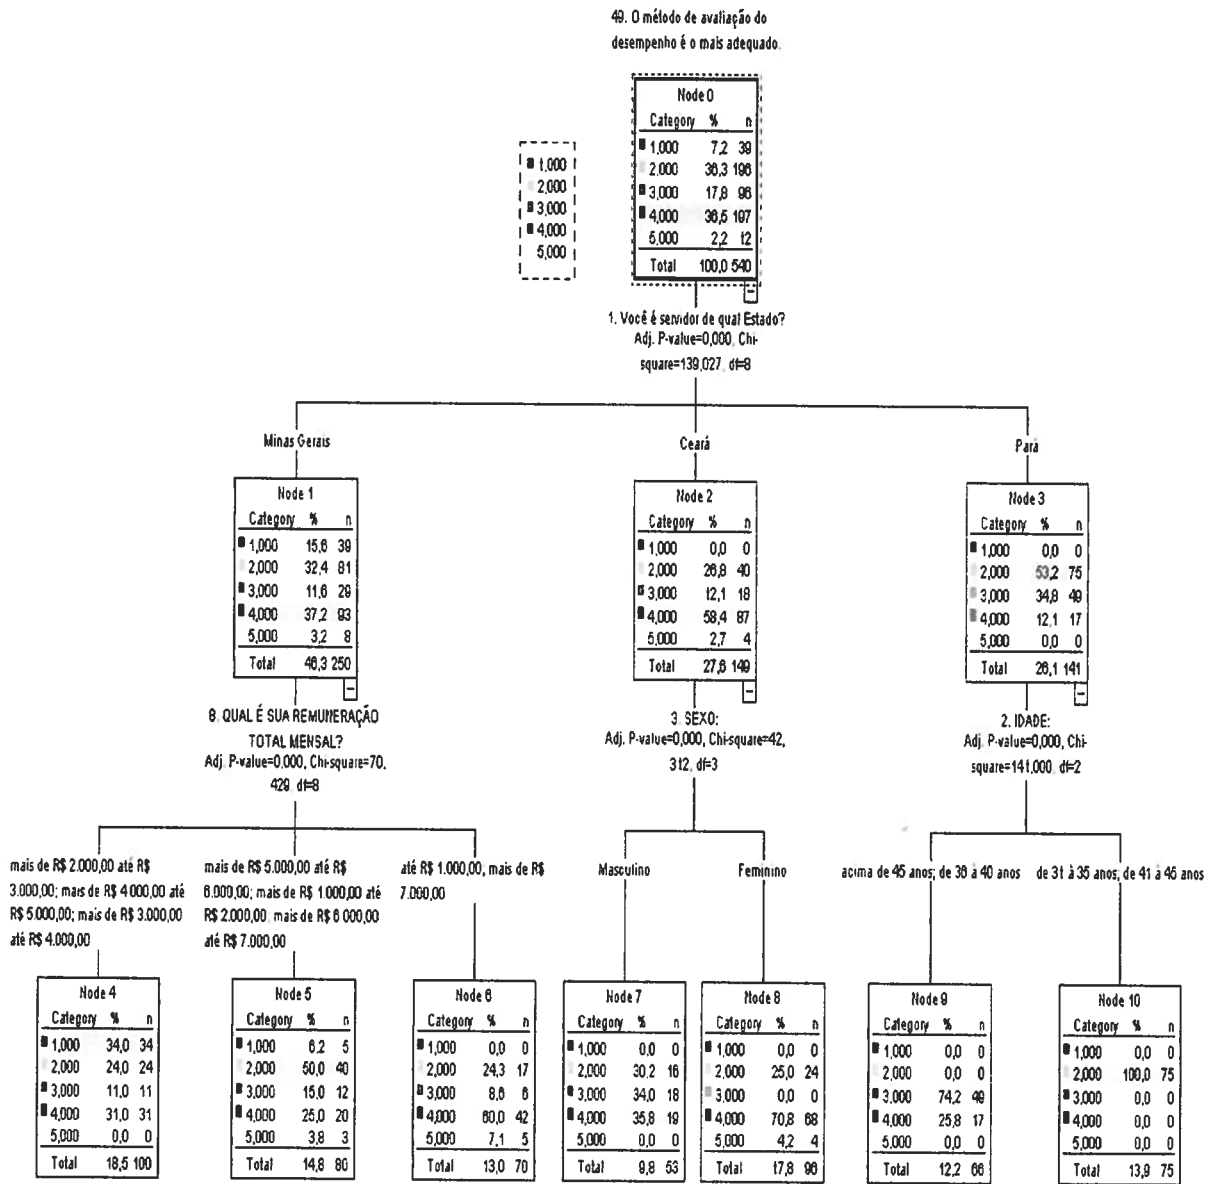 49. O método de avaliação do
desempenho é o mais adequado.
Node 0
Category % n
1,000 7,2 39
2,000 36,3 196
3,000 17,8 96
4,000 36,5 197
5,000 2,2 12
Total 100,0 540
1,000
2,000
3,000
4,000
5,000
1. Você é servidor de qual Estado?
Adj. P-value=0,000, Chi-
square=139,027, df=8
Minas Gerais
Node 1
Category % n
1,000 15,6 39
2,000 32,4 81
3,000 11,6 29
4,000 37,2 93
5,000 3,2 8
Total 46,3 250
Ceará
Node 2
Category % n
1,000 0,0 0
2,000 26,8 40
3,000 12,1 18
4,000 58,4 87
5,000 2,7 4
Total 27,6 149
Pará
Node 3
Category % n
1,000 0,0 0
2,000 53,2 75
3,000 34,8 49
4,000 12,1 17
5,000 0,0 0
Total 26,1 141
8. QUAL É SUA REMUNERAÇÃO
TOTAL MENSAL?
Adj. P-value=0,000, Chi-square=70,
429, df=8
3. SEXO:
Adj. P-value=0,000, Chi-square=42,
312, df=3
2. IDADE:
Adj. P-value=0,000, Chi-
square=141,000, df=2
mais de R$ 2.000,00 até R$
3.000,00; mais de R$ 4.000,00 até
R$ 5.000,00; mais de R$ 3.000,00
até R$ 4.000,00
mais de R$ 5.000,00 até R$
6.000,00; mais de R$ 1.000,00 até
R$ 2.000,00; mais de R$ 6.000,00
até R$ 7.000,00
até R$ 1.000,00; mais de R$
7.000,00
Masculino
Feminino
acima de 45 anos; de 36 à 40 anos
de 31 à 35 anos; de 41 à 45 anos
Node 4
Category % n
1,000 34,0 34
2,000 24,0 24
3,000 11,0 11
4,000 31,0 31
5,000 0,0 0
Total 18,5 100
Node 5
Category % n
1,000 6,2 5
2,000 50,0 40
3,000 15,0 12
4,000 25,0 20
5,000 3,8 3
Total 14,8 80
Node 6
Category % n
1,000 0,0 0
2,000 24,3 17
3,000 8,6 6
4,000 60,0 42
5,000 7,1 5
Total 13,0 70
Node 7
Category % n
1,000 0,0 0
2,000 30,2 16
3,000 34,0 18
4,000 35,8 19
5,000 0,0 0
Total 9,8 53
Node 8
Category % n
1,000 0,0 0
2,000 25,0 24
3,000 0,0 0
4,000 70,8 68
5,000 4,2 4
Total 17,8 96
Node 9
Category % n
1,000 0,0 0
2,000 0,0 0
3,000 74,2 49
4,000 25,8 17
5,000 0,0 0
Total 12,2 66
Node 10
Category % n
1,000 0,0 0
2,000 100,0 75
3,000 0,0 0
4,000 0,0 0
5,000 0,0 0
Total 13,9 75